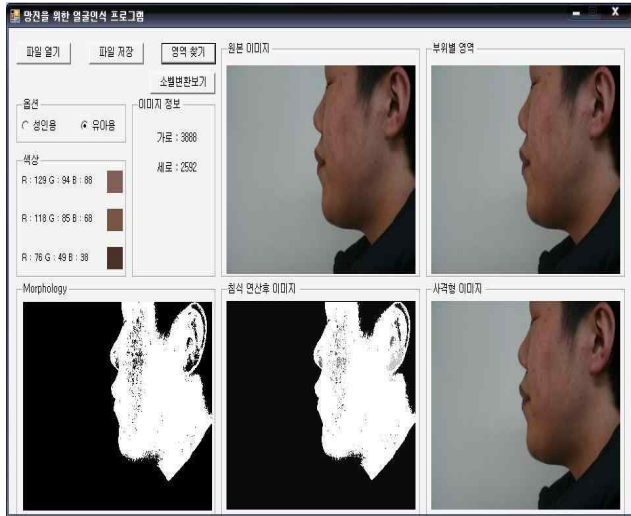 망진을 위한 얼굴인식 프로그램
파일 열기 파일 저장 영역 찾기
소벨변환보기
옵션
성인용 유아용
이미지 정보
가로 : 3888
세로 : 2592
색상
R : 129 G : 94 B : 88
R : 118 G : 85 B : 68
R : 76 G : 49 B : 38
원본 이미지
부위별 영역
Morphology
침식 연산후 이미지
사각형 이미지